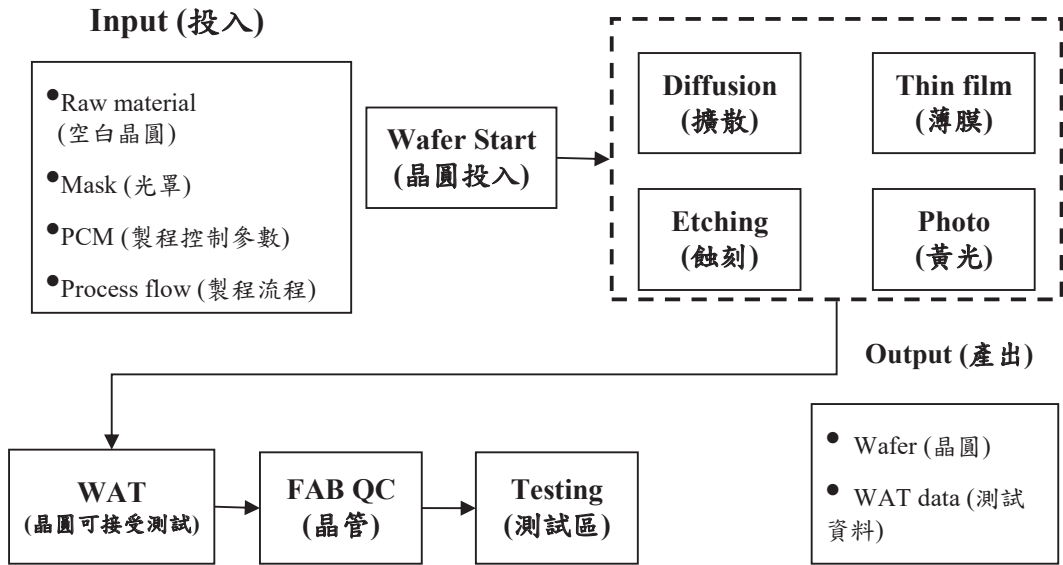 Input (投入)
●Raw material
(空白晶圓)
●Mask (光罩)
●PCM (製程控制參數)
●Process flow (製程流程)
Wafer Start
(晶圓投入)
Diffusion
(擴散)
Thin film
(薄膜)
Etching
(蝕刻)
Photo
(黃光)
WAT
(晶圓可接受測試)
FAB QC
(晶管)
Testing
(測試區)
Output (產出)
● Wafer (晶圓)
● WAT data (測試
資料)